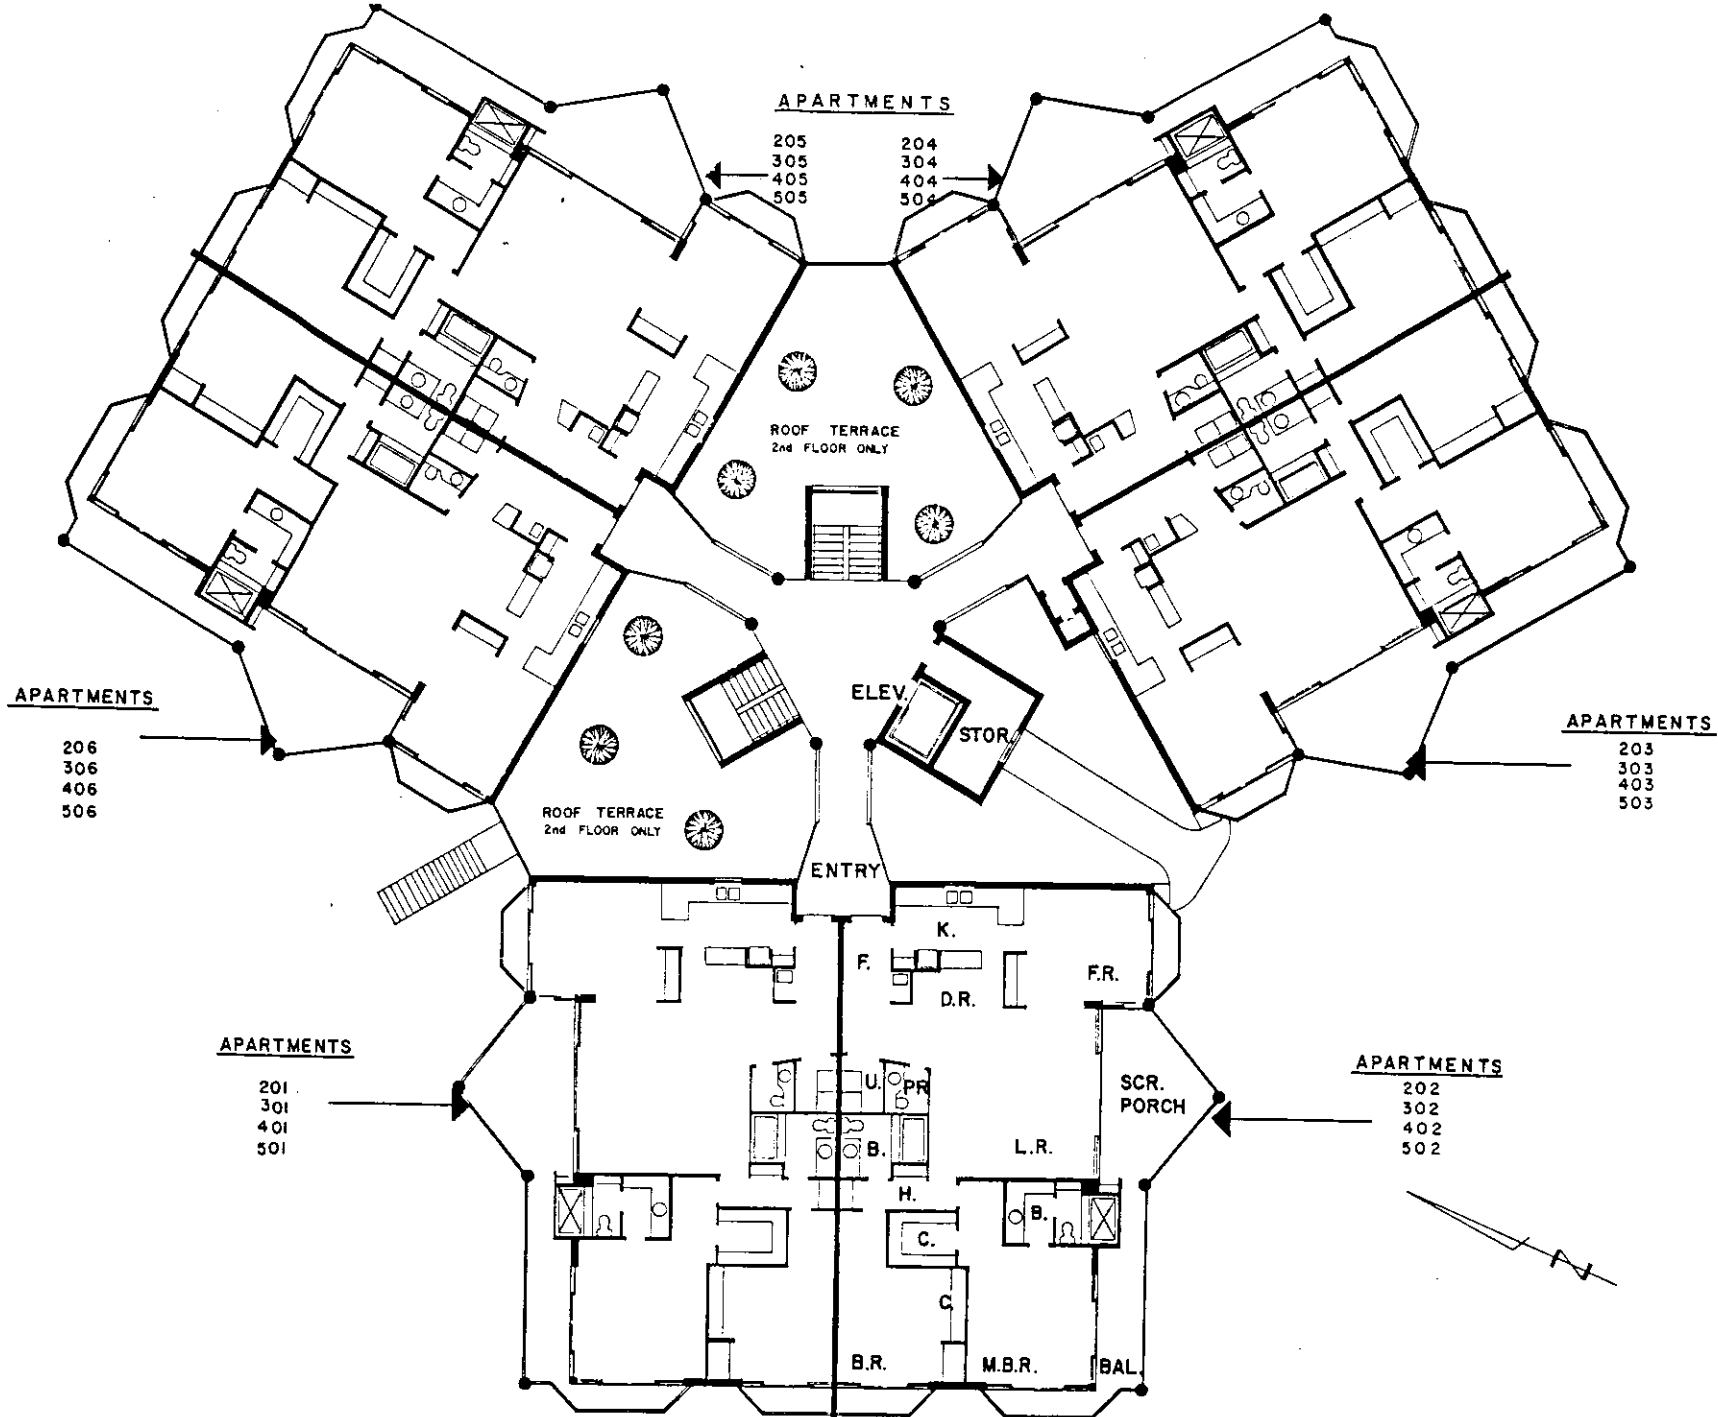 APARTMENTS
205 204
305 304
405 404
505 504
ROOF TERRACE
2nd FLOOR ONLY
APARTMENTS
206
306
406
506
ELEV.
STOR.
APARTMENTS
203
303
403
503
ROOF TERRACE
2nd FLOOR ONLY
ENTRY
K.
F.
F.R.
D.R.
APARTMENTS
201
301
401
501
U.
PR
SCR.
PORCH
APARTMENTS
202
302
402
502
B.
L.R.
H.
B.
C.
C.
B.R.
M.B.R.
BAL.
N